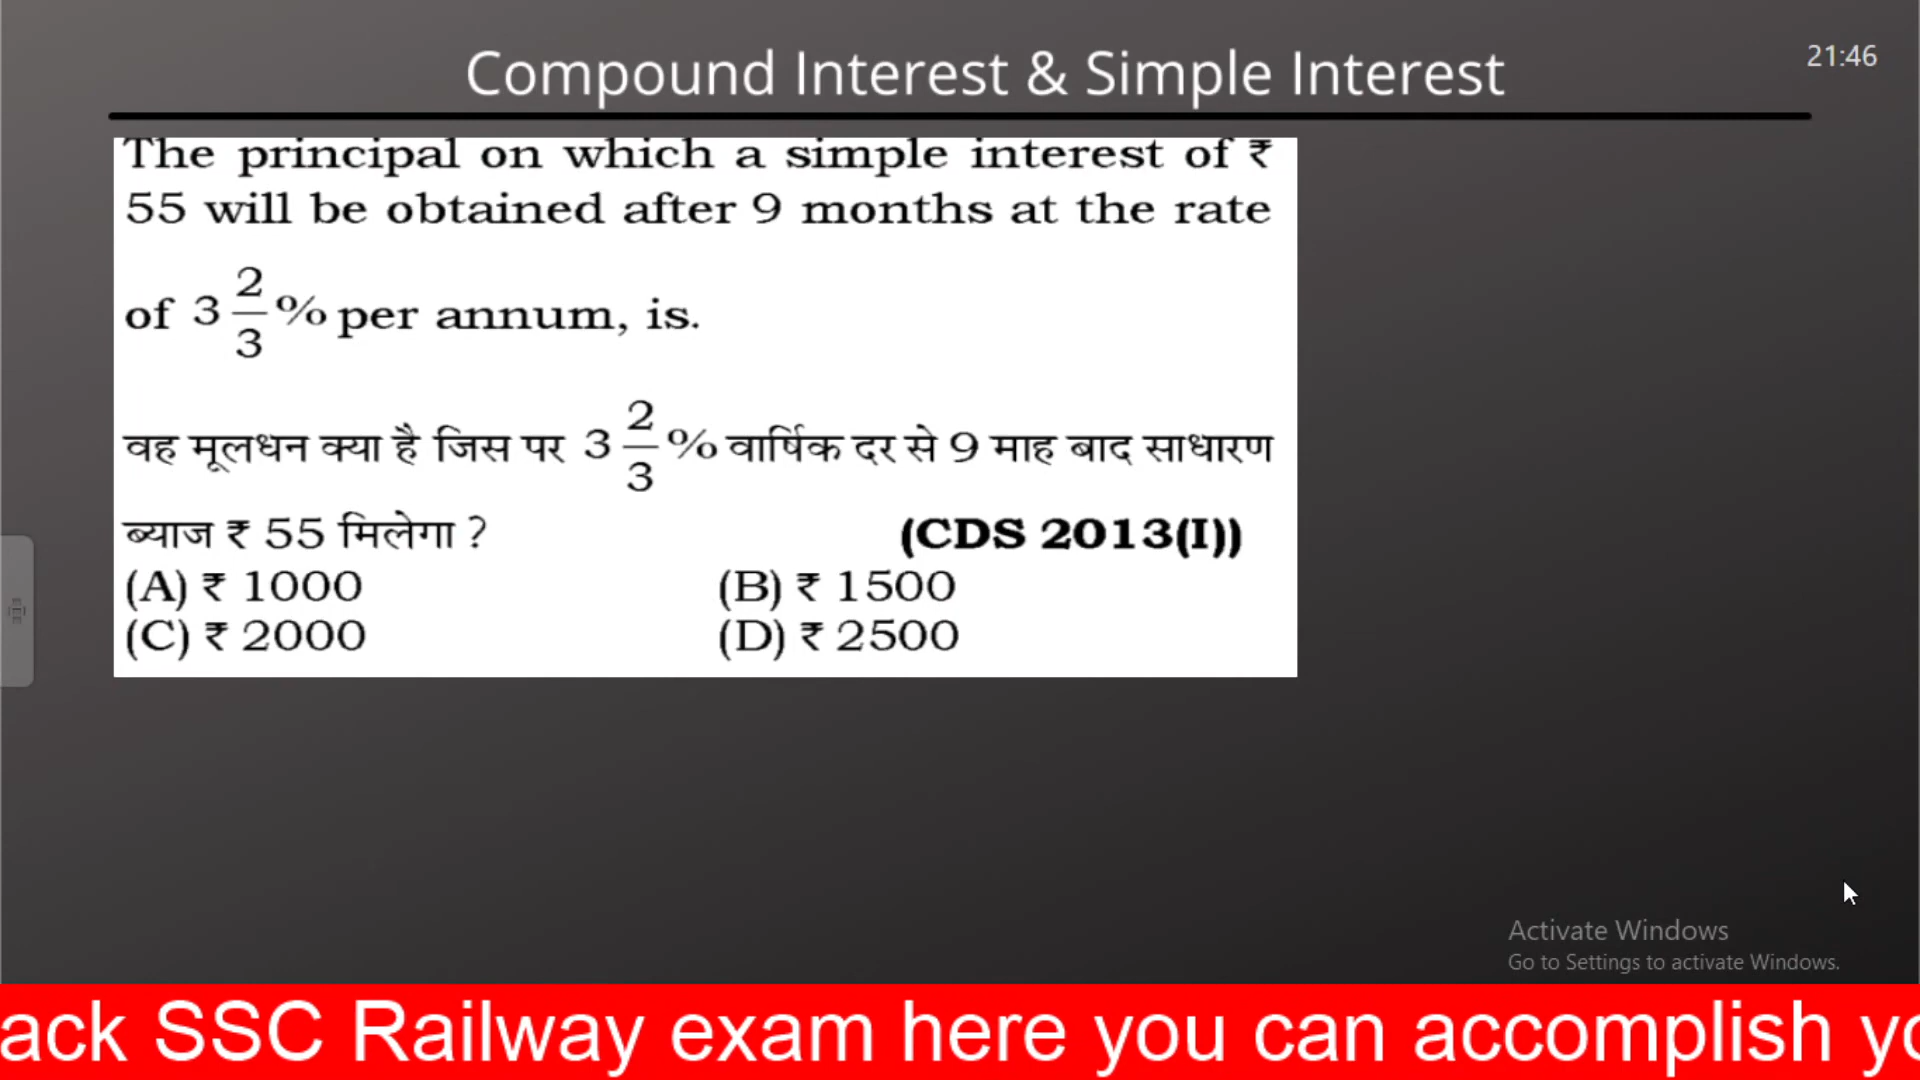 Compound Interest & Simple Interest
21:46
The principal on which a simple interest of ₹
55 will be obtained after 9 months at the rate
of 3 2/3 % per annum, is.
वह मूलधन क्या है जिस पर 3 2/3 % वार्षिक दर से 9 माह बाद साधारण
ब्याज ₹ 55 मिलेगा ? (CDS 2013(I))
(A) ₹ 1000 (B) ₹ 1500
(C) ₹ 2000 (D) ₹ 2500
Activate Windows
Go to Settings to activate Windows.
ack SSC Railway exam here you can accomplish yo